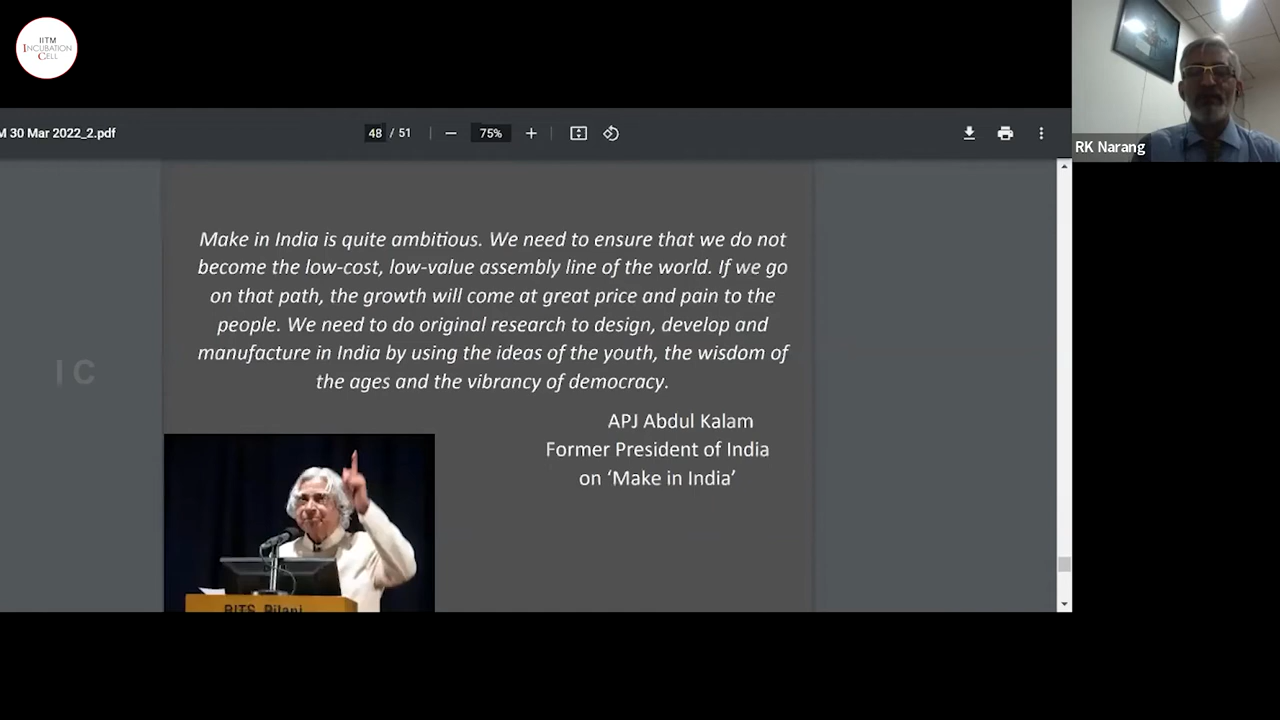 IITM
INCUBATION
CELL
M 30 Mar 2022_2.pdf
48 / 51
75%
RK Narang
Make in India is quite ambitious. We need to ensure that we do not
become the low-cost, low-value assembly line of the world. If we go
on that path, the growth will come at great price and pain to the
people. We need to do original research to design, develop and
manufacture in India by using the ideas of the youth, the wisdom of
the ages and the vibrancy of democracy.
I C
APJ Abdul Kalam
Former President of India
on ‘Make in India’
BITS Pilani